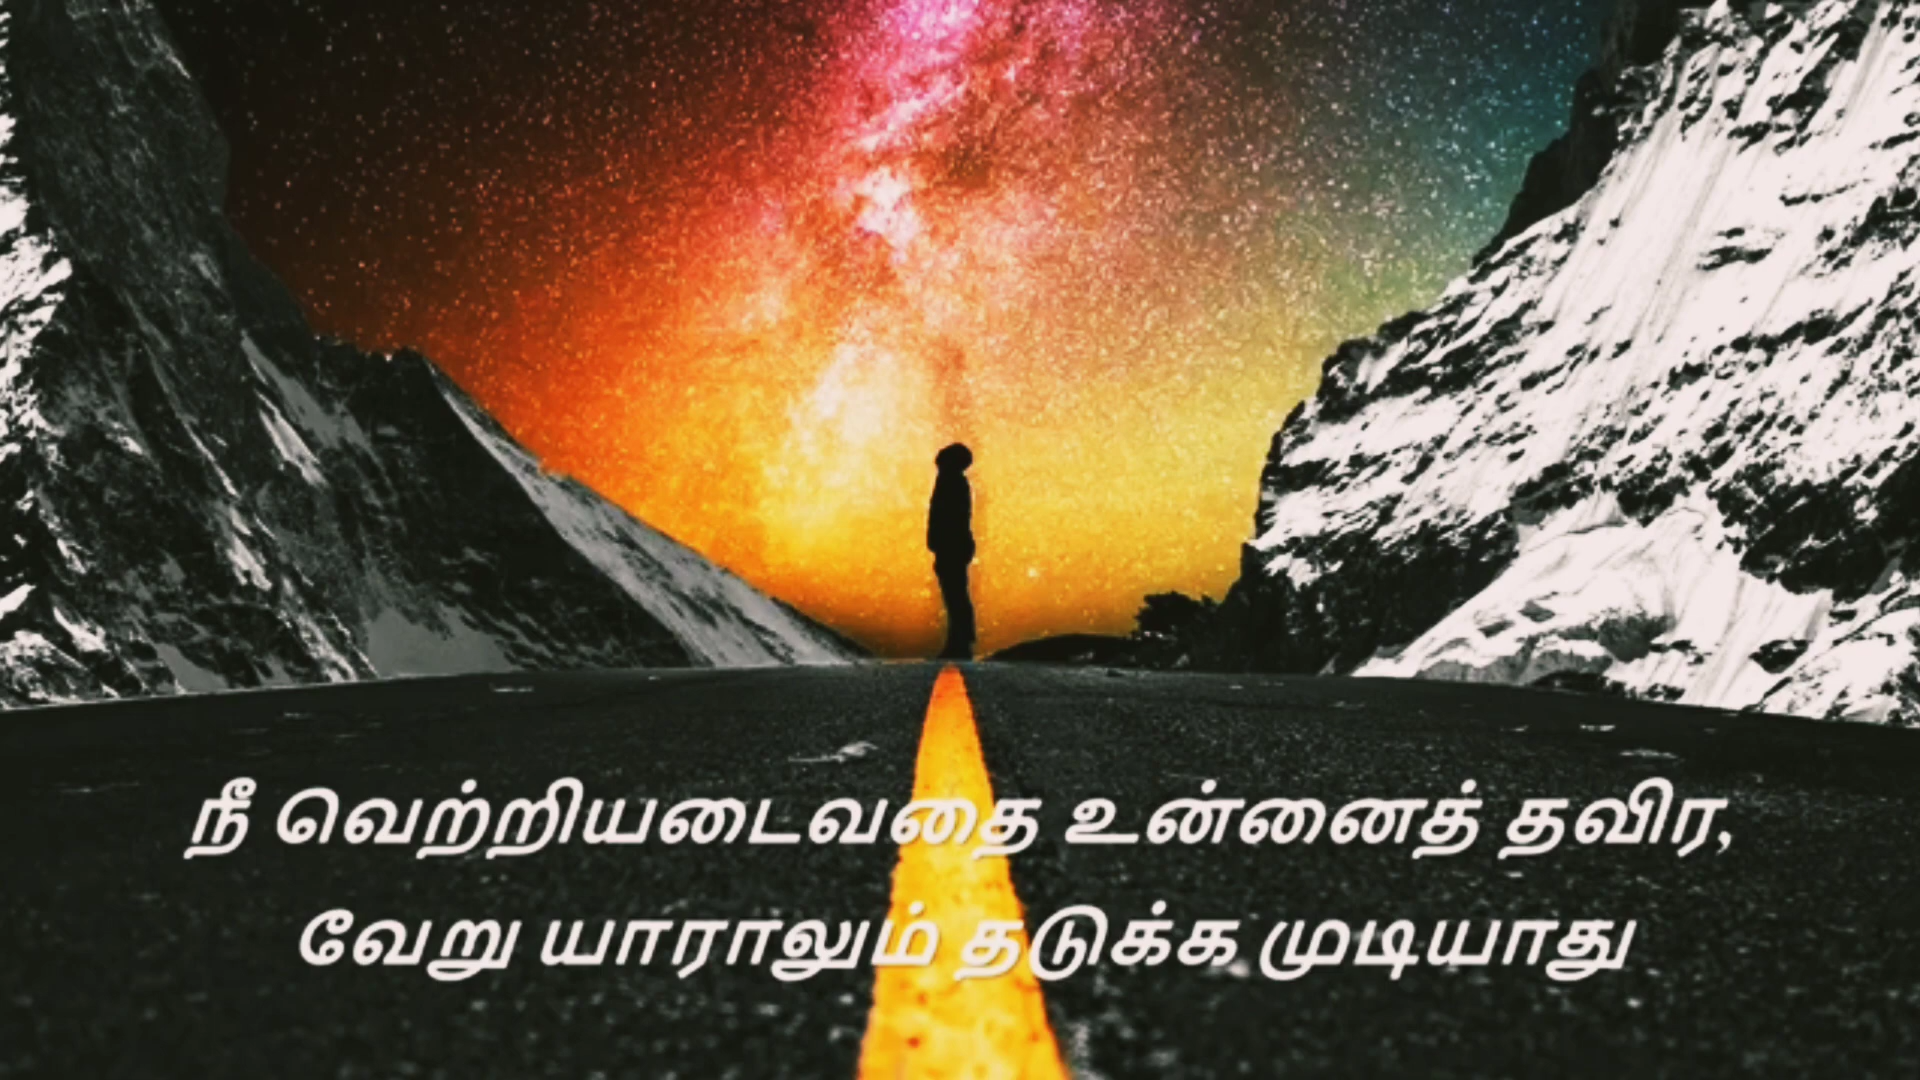 நீ வெற்றியடைவதை உன்னைத் தவிர,
வேறு யாராலும் தடுக்க முடியாது